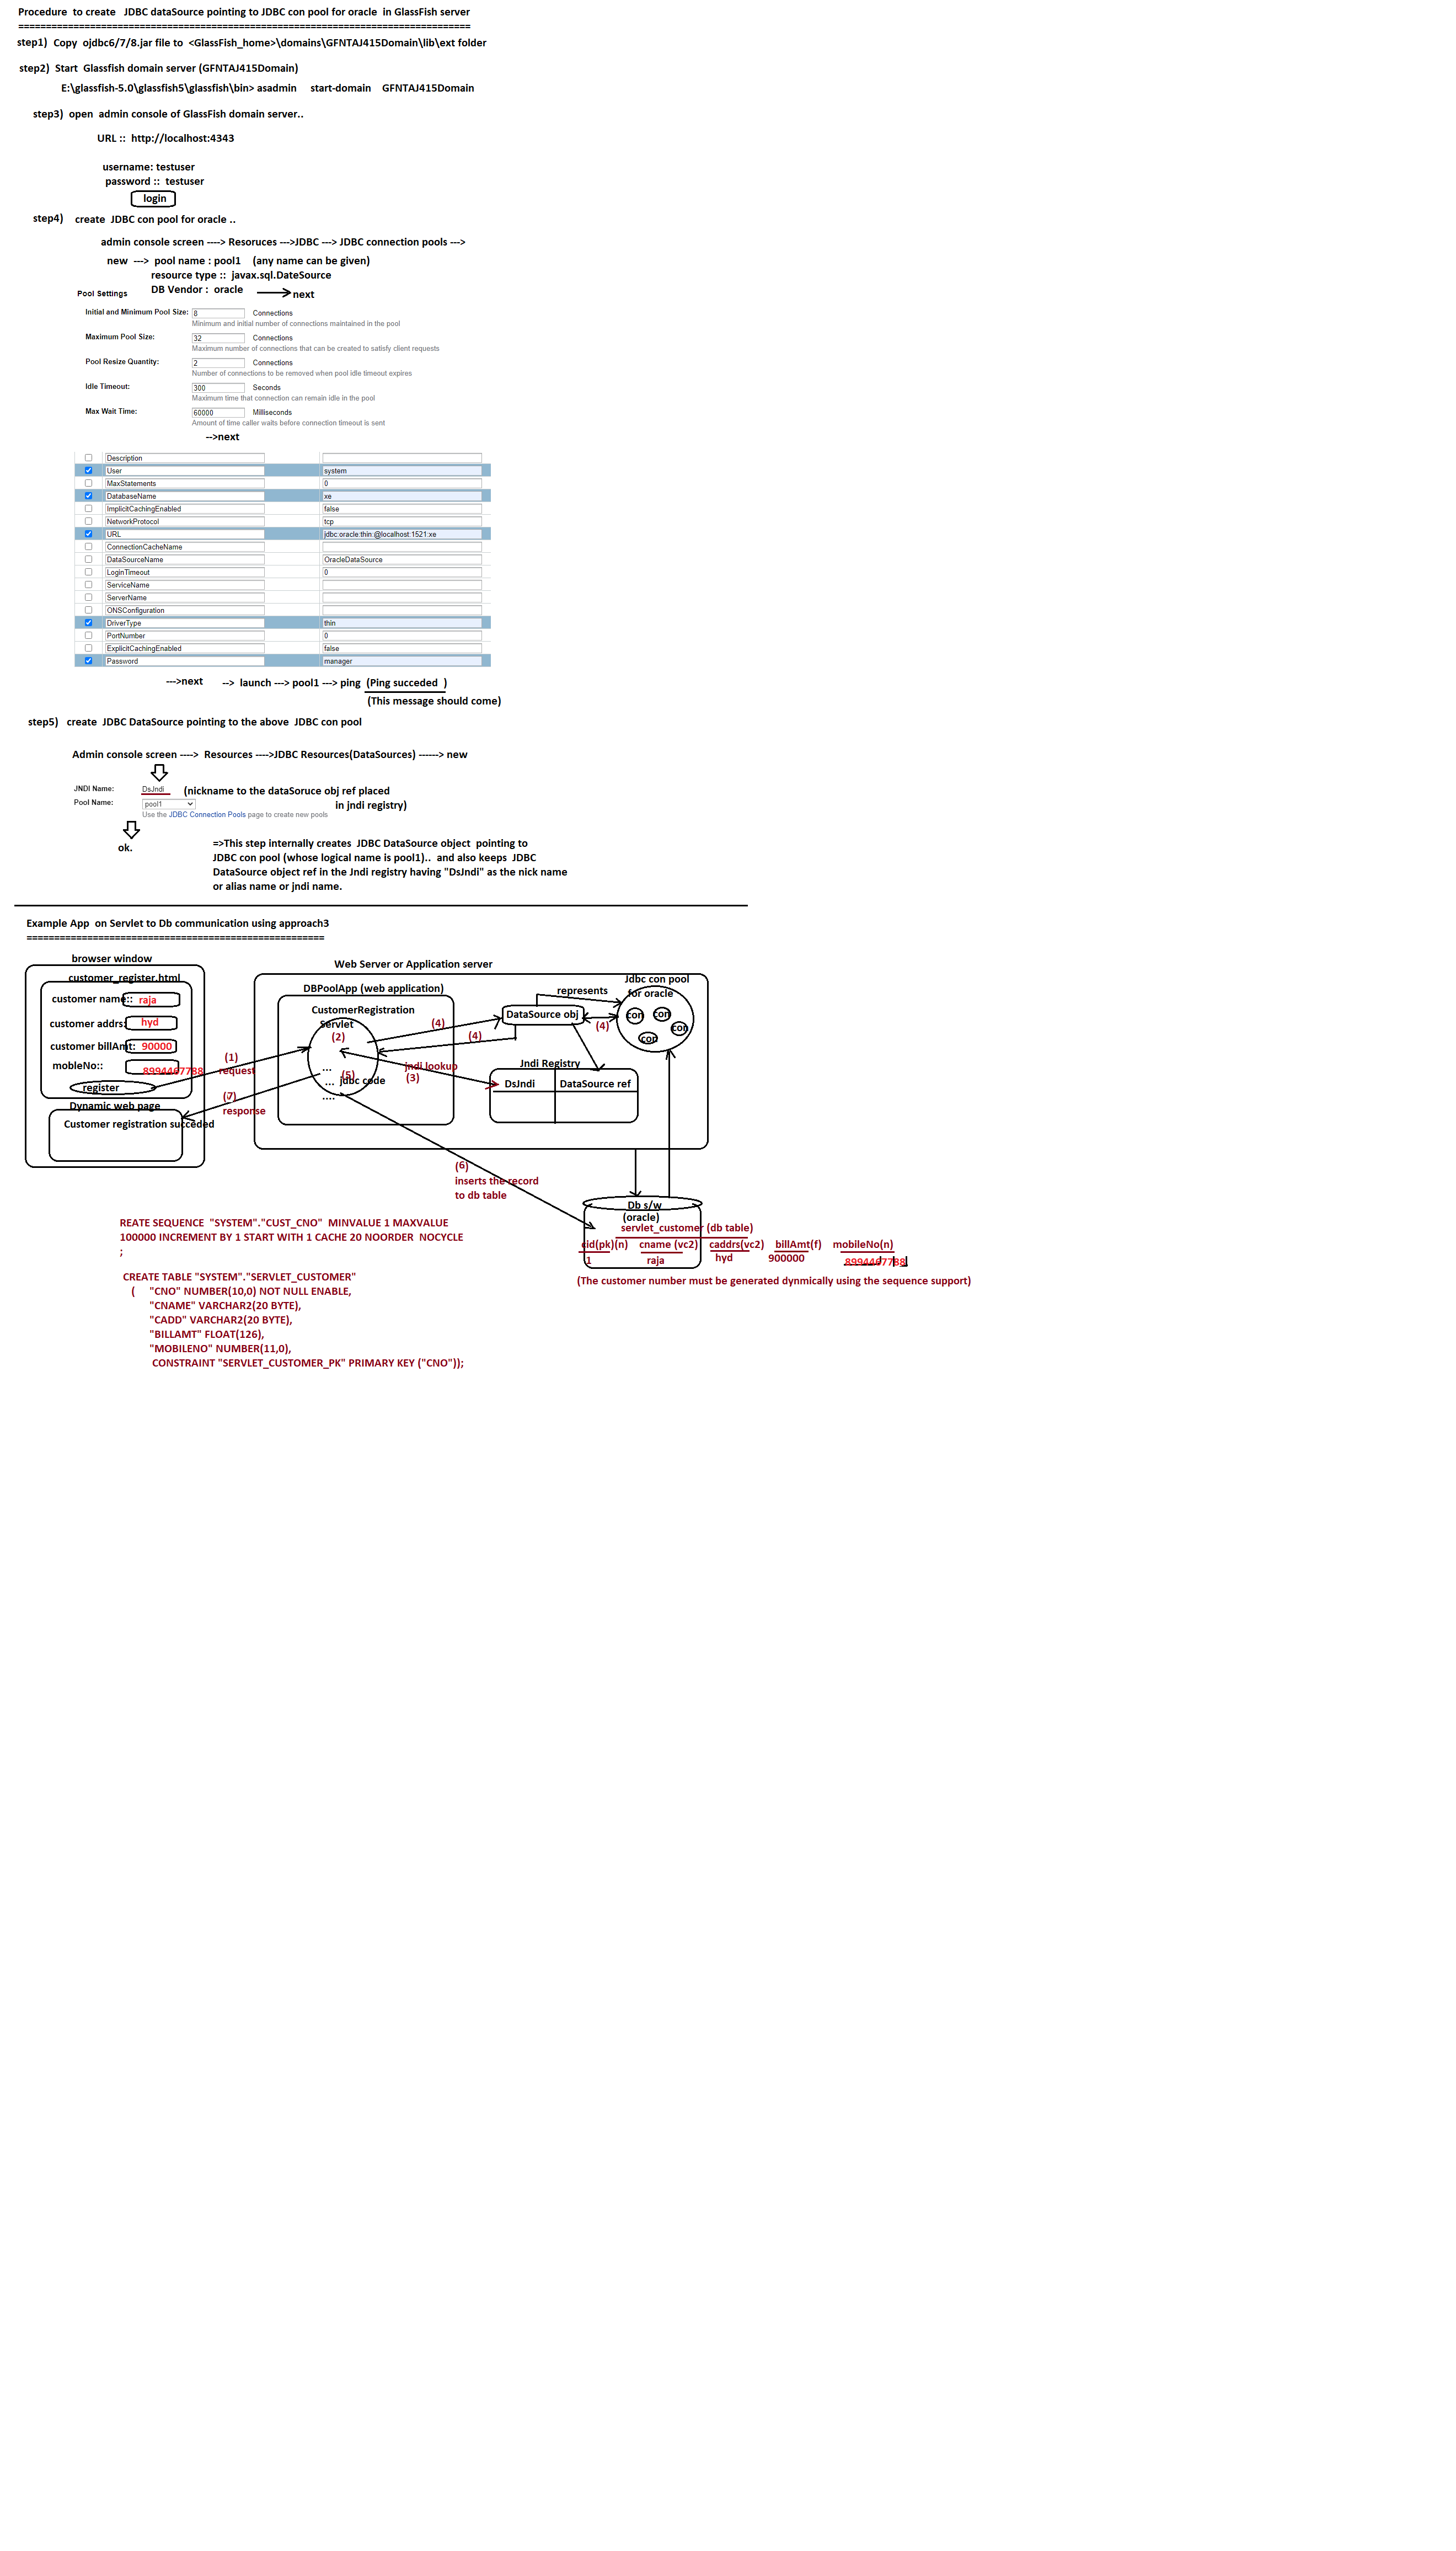 Procedure to create JDBC dataSource pointing to JDBC con pool for oracle in GlassFish server
==================================================================================
step1) Copy ojdbc6/7/8.jar file to <GlassFish_home>\domains\GFNTAJ415Domain\lib\ext folder
step2) Start Glassfish domain server (GFNTAJ415Domain)
E:\glassfish-5.0\glassfish5\glassfish\bin> asadmin start-domain GFNTAJ415Domain
step3) open admin console of GlassFish domain server..
URL :: http://localhost:4343
username: testuser
password :: testuser
login
step4) create JDBC con pool for oracle ..
admin console screen ----> Resoruces --->JDBC ---> JDBC connection pools --->
new ---> pool name : pool1 (any name can be given)
resource type :: javax.sql.DateSource
DB Vendor : oracle next
Pool Settings
Initial and Minimum Pool Size: 8 Connections
Minimum and initial number of connections maintained in the pool
Maximum Pool Size: 32 Connections
Maximum number of connections that can be created to satisfy client requests
Pool Resize Quantity: 2 Connections
Number of connections to be removed when pool idle timeout expires
Idle Timeout: 300 Seconds
Maximum time that connection can remain idle in the pool
Max Wait Time: 60000 Milliseconds
Amount of time caller waits before connection timeout is sent
-->next
Description
User system
MaxStatements 0
DatabaseName xe
ImplicitCachingEnabled false
NetworkProtocol tcp
URL jdbc:oracle:thin:@localhost:1521:xe
ConnectionCacheName
DataSourceName OracleDataSource
LoginTimeout 0
ServiceName
ServerName
ONSConfiguration
DriverType thin
PortNumber 0
ExplicitCachingEnabled false
Password manager
--->next --> launch ---> pool1 ---> ping (Ping succeded )
(This message should come)
step5) create JDBC DataSource pointing to the above JDBC con pool
Admin console screen ----> Resources ---->JDBC Resources(DataSources) ------> new
JNDI Name: DsJndi (nickname to the dataSoruce obj ref placed
in jndi registry)
Pool Name: pool1
Use the JDBC Connection Pools page to create new pools
ok.
=>This step internally creates JDBC DataSource object pointing to
JDBC con pool (whose logical name is pool1).. and also keeps JDBC
DataSource object ref in the Jndi registry having "DsJndi" as the nick name
or alias name or jndi name.
Example App on Servlet to Db communication using approach3
======================================================
browser window
customer_register.html
customer name:: raja
customer addrs: hyd
customer billAmt: 90000
mobleNo:: 8994467788
register
Dynamic web page
Customer registration succeded
(1)
request
(7)
response
Web Server or Application server
DBPoolApp (web application)
CustomerRegistration
Servlet
(2)
...
(5)
... jdbc code
....
(4)
(4)
jndi lookup
(3)
represents
DataSource obj
(4)
Jdbc con pool
for oracle
con con
con
con
Jndi Registry
DsJndi DataSource ref
(6)
inserts the record
to db table
Db s/w
(oracle)
servlet_customer (db table)
cid(pk)(n) cname (vc2) caddrs(vc2) billAmt(f) mobileNo(n)
1 raja hyd 900000 8994467788
(The customer number must be generated dynmically using the sequence support)
REATE SEQUENCE "SYSTEM"."CUST_CNO" MINVALUE 1 MAXVALUE
100000 INCREMENT BY 1 START WITH 1 CACHE 20 NOORDER NOCYCLE
;
CREATE TABLE "SYSTEM"."SERVLET_CUSTOMER"
( "CNO" NUMBER(10,0) NOT NULL ENABLE,
"CNAME" VARCHAR2(20 BYTE),
"CADD" VARCHAR2(20 BYTE),
"BILLAMT" FLOAT(126),
"MOBILENO" NUMBER(11,0),
CONSTRAINT "SERVLET_CUSTOMER_PK" PRIMARY KEY ("CNO"));